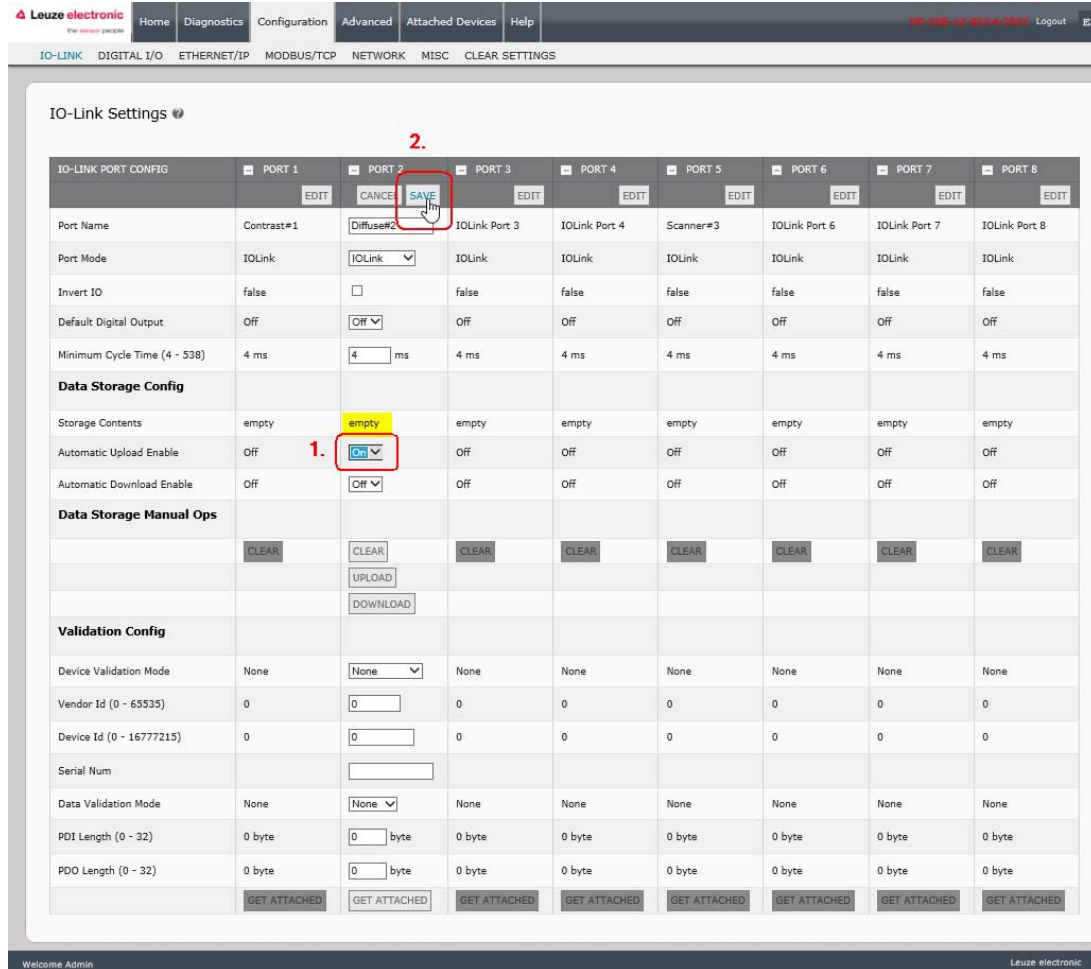 Leuze electronic
the sensor people
Home Diagnostics Configuration Advanced Attached Devices Help
Logout
IO-LINK DIGITAL I/O ETHERNET/IP MODBUS/TCP NETWORK MISC CLEAR SETTINGS
IO-Link Settings ?
2.
IO-LINK PORT CONFIG PORT 1 PORT 2 PORT 3 PORT 4 PORT 5 PORT 6 PORT 7 PORT 8
EDIT CANCEL SAVE EDIT EDIT EDIT EDIT EDIT EDIT
Port Name Contrast#1 Diffuse#2 IOLink Port 3 IOLink Port 4 Scanner#3 IOLink Port 6 IOLink Port 7 IOLink Port 8
Port Mode IOLink IOLink IOLink IOLink IOLink IOLink IOLink IOLink
Invert IO false false false false false false false
Default Digital Output Off Off Off Off Off Off Off Off
Minimum Cycle Time (4 - 538) 4 ms 4 ms 4 ms 4 ms 4 ms 4 ms 4 ms 4 ms
Data Storage Config
Storage Contents empty empty empty empty empty empty empty empty
Automatic Upload Enable Off 1. On Off Off Off Off Off Off
Automatic Download Enable Off Off Off Off Off Off Off Off
Data Storage Manual Ops
CLEAR CLEAR CLEAR CLEAR CLEAR CLEAR CLEAR CLEAR
UPLOAD
DOWNLOAD
Validation Config
Device Validation Mode None None None None None None None None
Vendor Id (0 - 65535) 0 0 0 0 0 0 0 0
Device Id (0 - 16777215) 0 0 0 0 0 0 0 0
Serial Num
Data Validation Mode None None None None None None None None
PDI Length (0 - 32) 0 byte 0 byte 0 byte 0 byte 0 byte 0 byte 0 byte 0 byte
PDO Length (0 - 32) 0 byte 0 byte 0 byte 0 byte 0 byte 0 byte 0 byte 0 byte
GET ATTACHED GET ATTACHED GET ATTACHED GET ATTACHED GET ATTACHED GET ATTACHED GET ATTACHED GET ATTACHED
Welcome Admin Leuze electronic